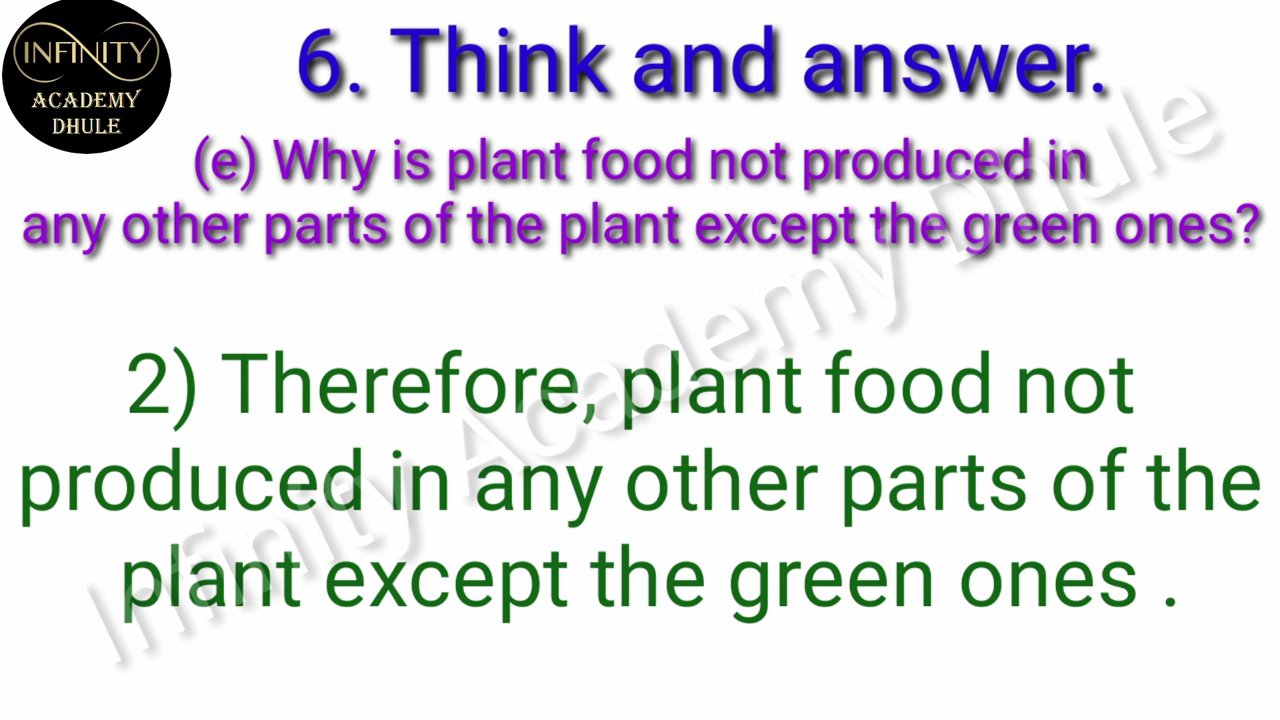 INFINITY
ACADEMY
DHULE
6. Think and answer.
(e) Why is plant food not produced in
any other parts of the plant except the green ones?
2) Therefore, plant food not
produced in any other parts of the
plant except the green ones .
Infinity Academy Dhule